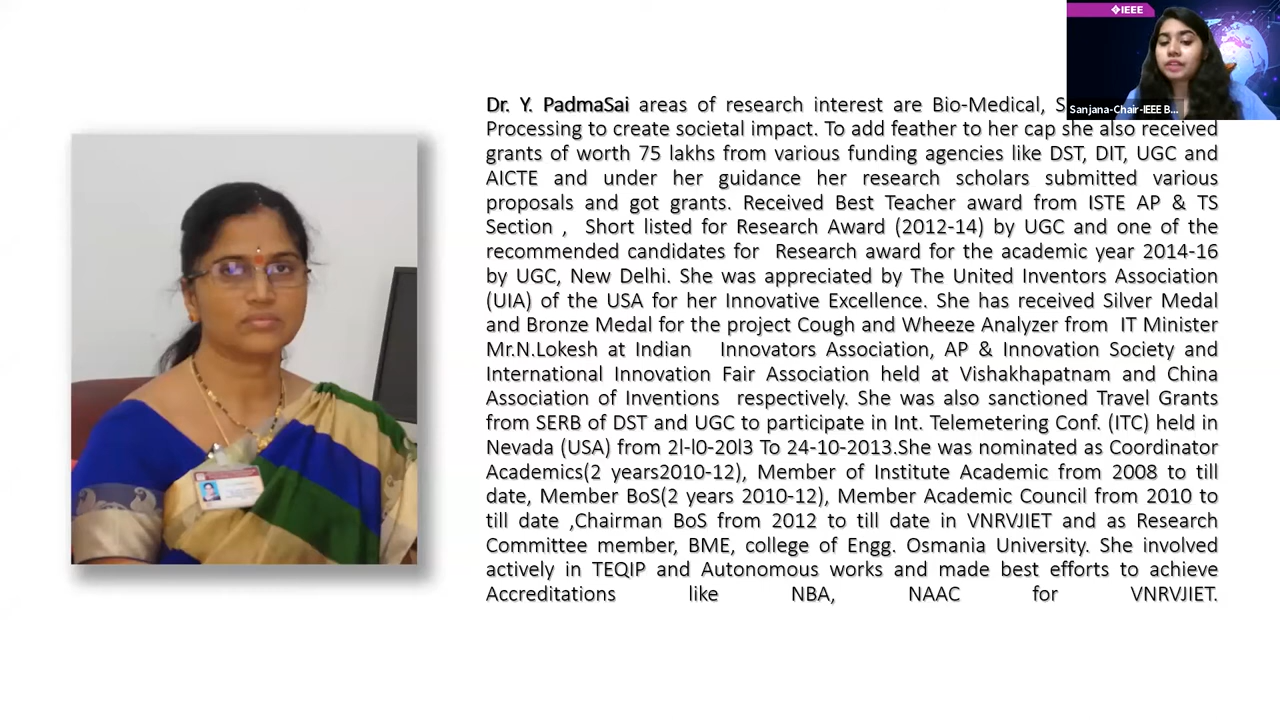 IEEE
Sanjana-Chair-IEEE B...
Dr. Y. PadmaSai areas of research interest are Bio-Medical,
Processing to create societal impact. To add feather to her cap she also received
grants of worth 75 lakhs from various funding agencies like DST, DIT, UGC and
AICTE and under her guidance her research scholars submitted various
proposals and got grants. Received Best Teacher award from ISTE AP & TS
Section , Short listed for Research Award (2012-14) by UGC and one of the
recommended candidates for Research award for the academic year 2014-16
by UGC, New Delhi. She was appreciated by The United Inventors Association
(UIA) of the USA for her Innovative Excellence. She has received Silver Medal
and Bronze Medal for the project Cough and Wheeze Analyzer from IT Minister
Mr.N.Lokesh at Indian Innovators Association, AP & Innovation Society and
International Innovation Fair Association held at Vishakhapatnam and China
Association of Inventions respectively. She was also sanctioned Travel Grants
from SERB of DST and UGC to participate in Int. Telemetering Conf. (ITC) held in
Nevada (USA) from 2l-l0-20l3 To 24-10-2013.She was nominated as Coordinator
Academics(2 years2010-12), Member of Institute Academic from 2008 to till
date, Member BoS(2 years 2010-12), Member Academic Council from 2010 to
till date ,Chairman BoS from 2012 to till date in VNRVJIET and as Research
Committee member, BME, college of Engg. Osmania University. She involved
actively in TEQIP and Autonomous works and made best efforts to achieve
Accreditations like NBA, NAAC for VNRVJIET.